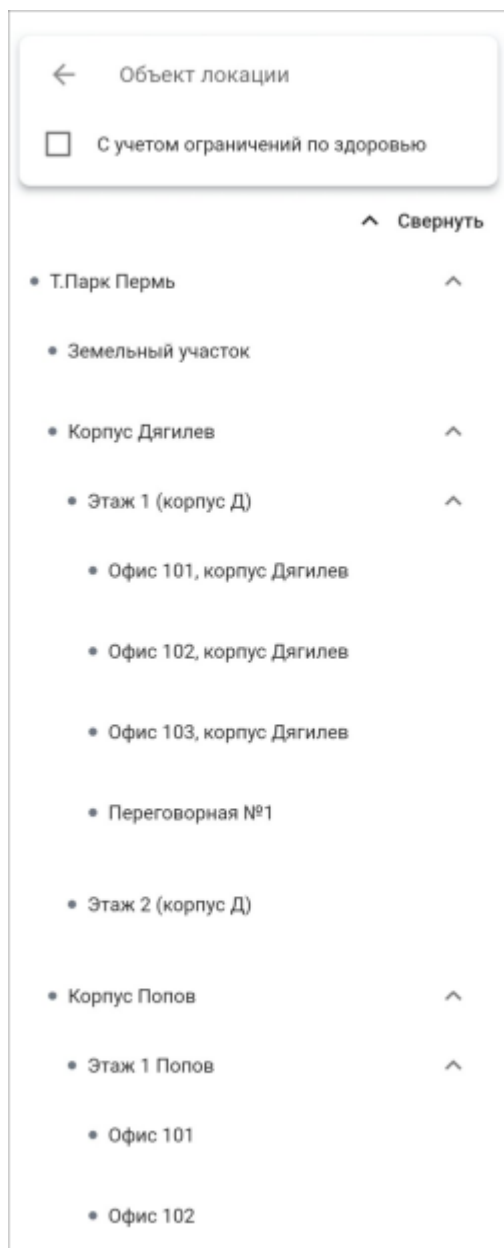 Объект локации
С учетом ограничений по здоровью
Свернуть
Т.Парк Пермь
Земельный участок
Корпус Дягилев
Этаж 1 (корпус Д)
Офис 101, корпус Дягилев
Офис 102, корпус Дягилев
Офис 103, корпус Дягилев
Переговорная №1
Этаж 2 (корпус Д)
Корпус Попов
Этаж 1 Попов
Офис 101
Офис 102